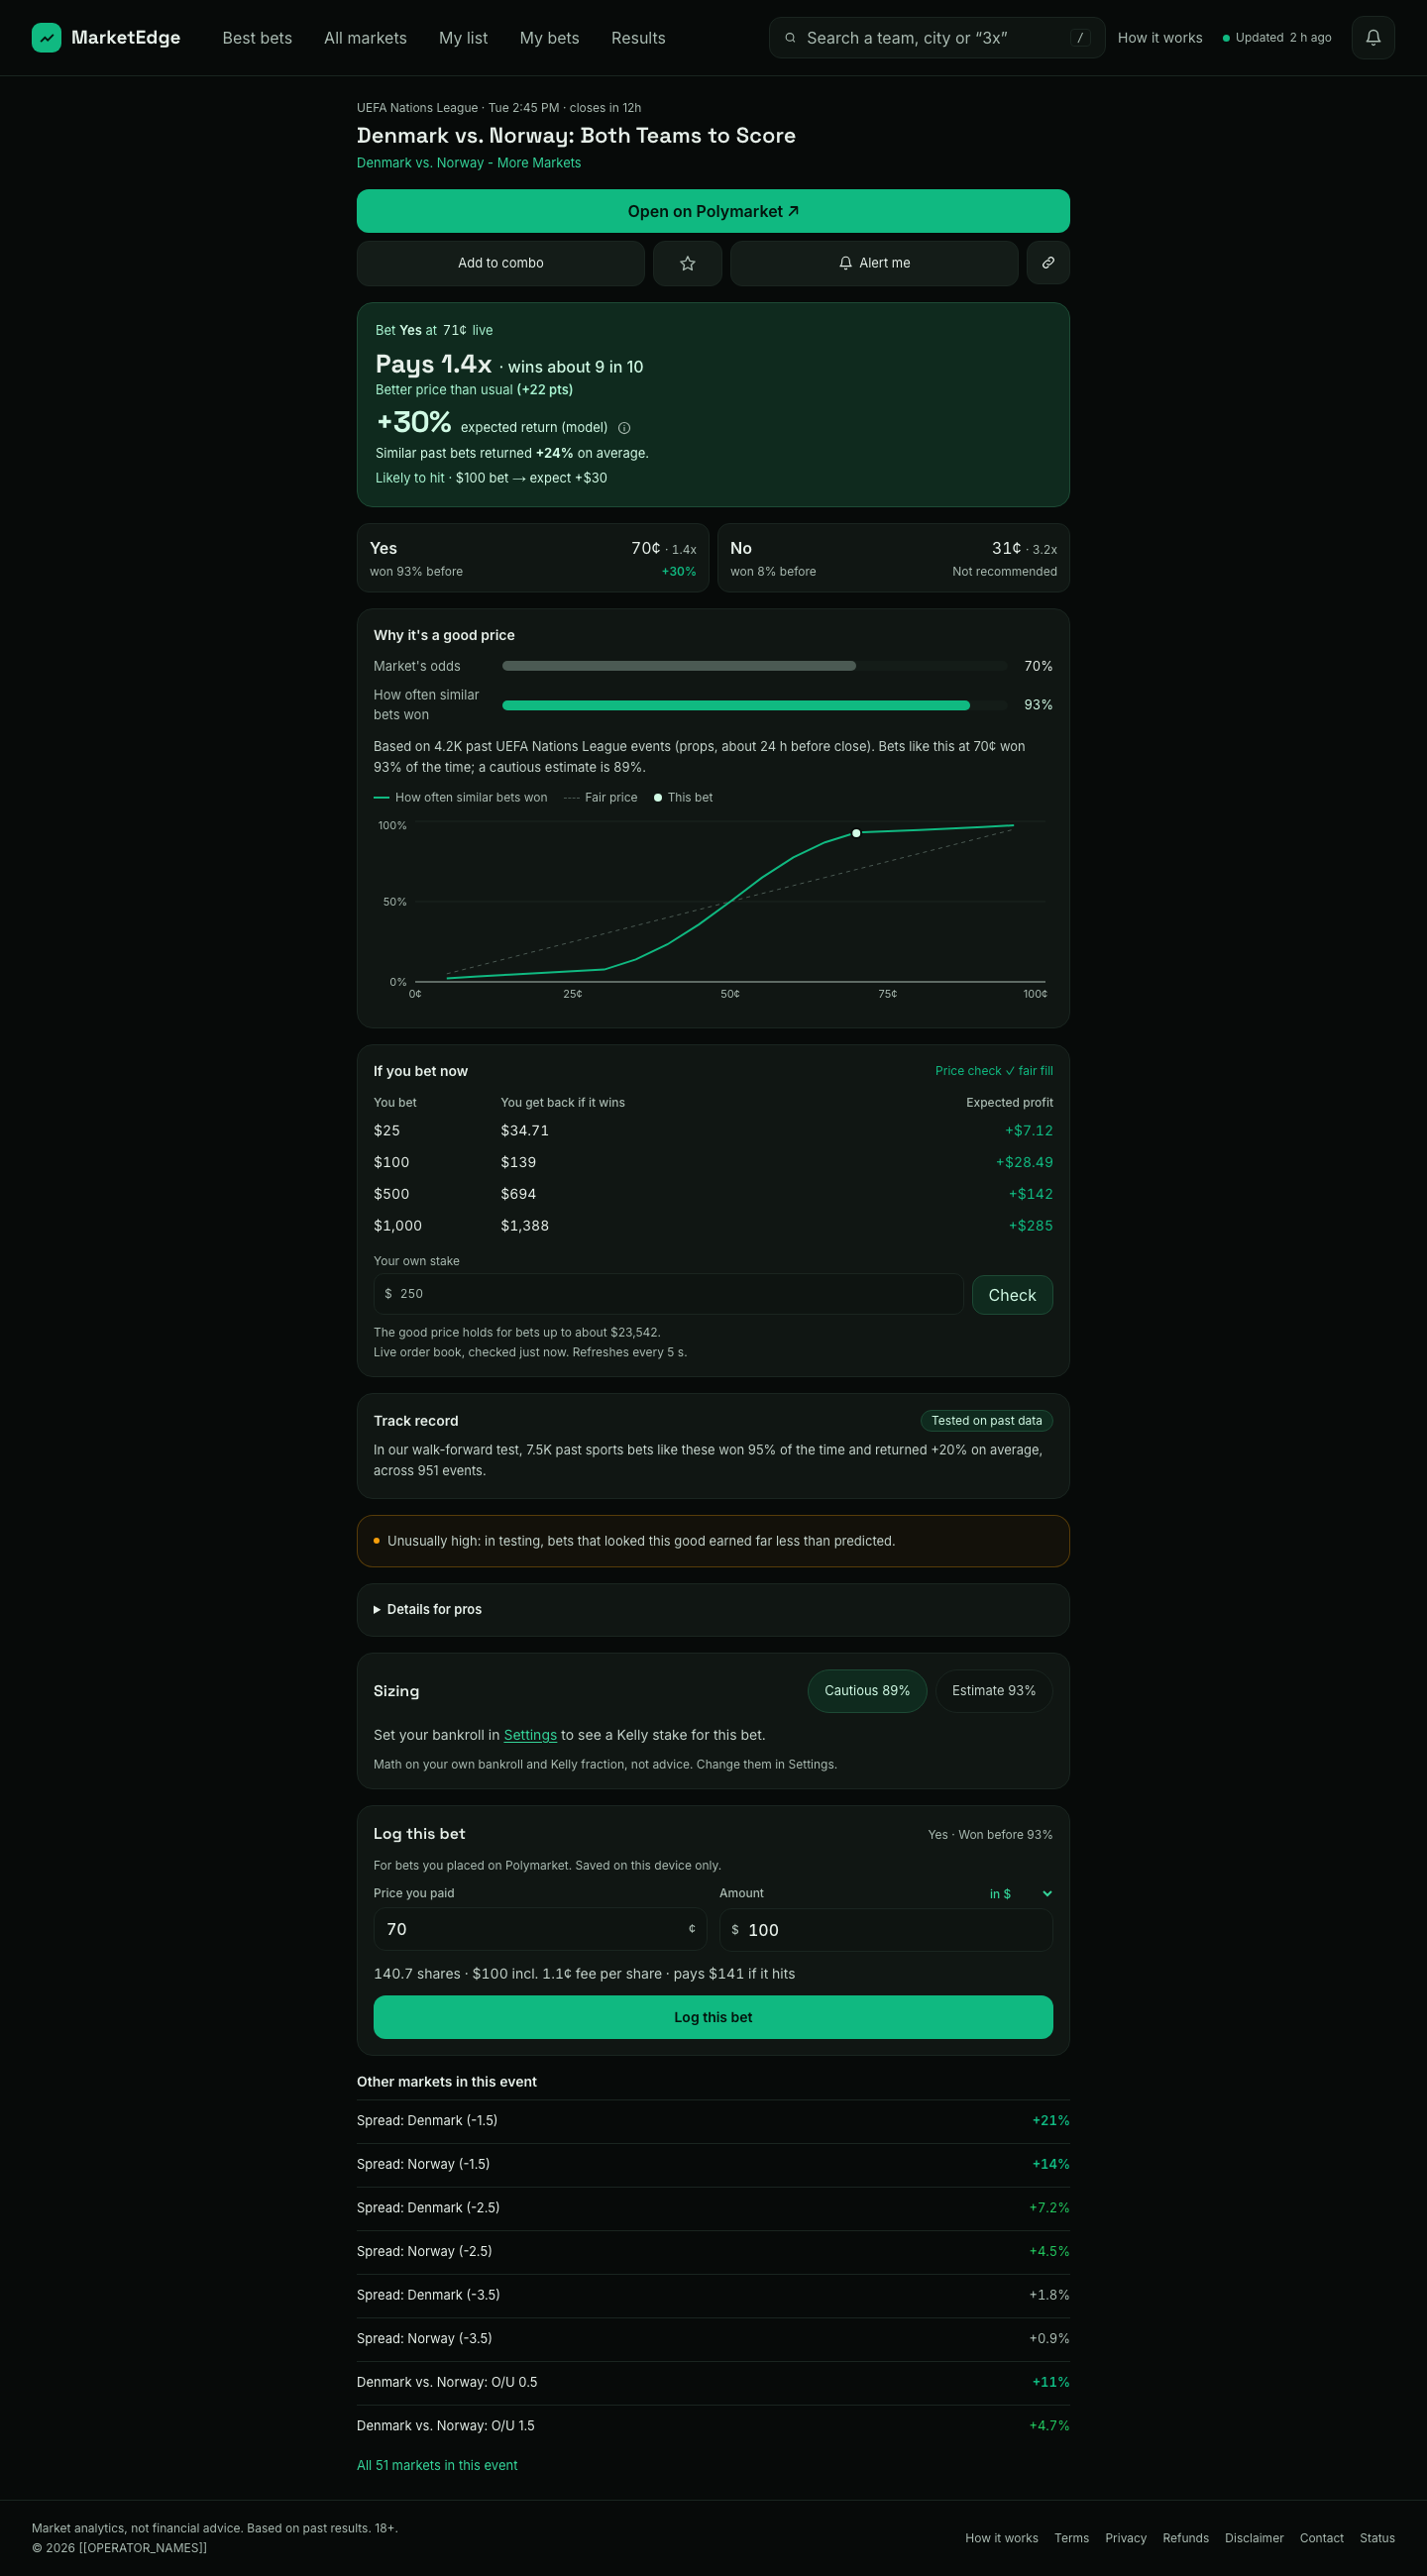 MarketEdge
Best bets
All markets
My list
My bets
Results
Search a team, city or “3x”
/
How it works
Updated 2 h ago
UEFA Nations League · Tue 2:45 PM · closes in 12h
Denmark vs. Norway: Both Teams to Score
Denmark vs. Norway - More Markets
Open on Polymarket ↗
Add to combo
Alert me
Bet Yes at 71¢ live
Pays 1.4x · wins about 9 in 10
Better price than usual (+22 pts)
+30% expected return (model)
Similar past bets returned +24% on average.
Likely to hit · $100 bet → expect +$30
Yes 70¢ · 1.4x
won 93% before +30%
No 31¢ · 3.2x
won 8% before Not recommended
Why it's a good price
Market's odds 70%
How often similar
bets won 93%
Based on 4.2K past UEFA Nations League events (props, about 24 h before close). Bets like this at 70¢ won
93% of the time; a cautious estimate is 89%.
How often similar bets won Fair price This bet
100%
50%
0%
0¢ 25¢ 50¢ 75¢ 100¢
If you bet now Price check ✓ fair fill
You bet You get back if it wins Expected profit
$25 $34.71 +$7.12
$100 $139 +$28.49
$500 $694 +$142
$1,000 $1,388 +$285
Your own stake
$ 250 Check
The good price holds for bets up to about $23,542.
Live order book, checked just now. Refreshes every 5 s.
Track record Tested on past data
In our walk-forward test, 7.5K past sports bets like these won 95% of the time and returned +20% on average,
across 951 events.
Unusually high: in testing, bets that looked this good earned far less than predicted.
Details for pros
Sizing Cautious 89% Estimate 93%
Set your bankroll in Settings to see a Kelly stake for this bet.
Math on your own bankroll and Kelly fraction, not advice. Change them in Settings.
Log this bet Yes · Won before 93%
For bets you placed on Polymarket. Saved on this device only.
Price you paid Amount in $
70 ¢ $ 100
140.7 shares · $100 incl. 1.1¢ fee per share · pays $141 if it hits
Log this bet
Other markets in this event
Spread: Denmark (-1.5) +21%
Spread: Norway (-1.5) +14%
Spread: Denmark (-2.5) +7.2%
Spread: Norway (-2.5) +4.5%
Spread: Denmark (-3.5) +1.8%
Spread: Norway (-3.5) +0.9%
Denmark vs. Norway: O/U 0.5 +11%
Denmark vs. Norway: O/U 1.5 +4.7%
All 51 markets in this event
Market analytics, not financial advice. Based on past results. 18+.
© 2026 [[OPERATOR_NAMES]]
How it works Terms Privacy Refunds Disclaimer Contact Status